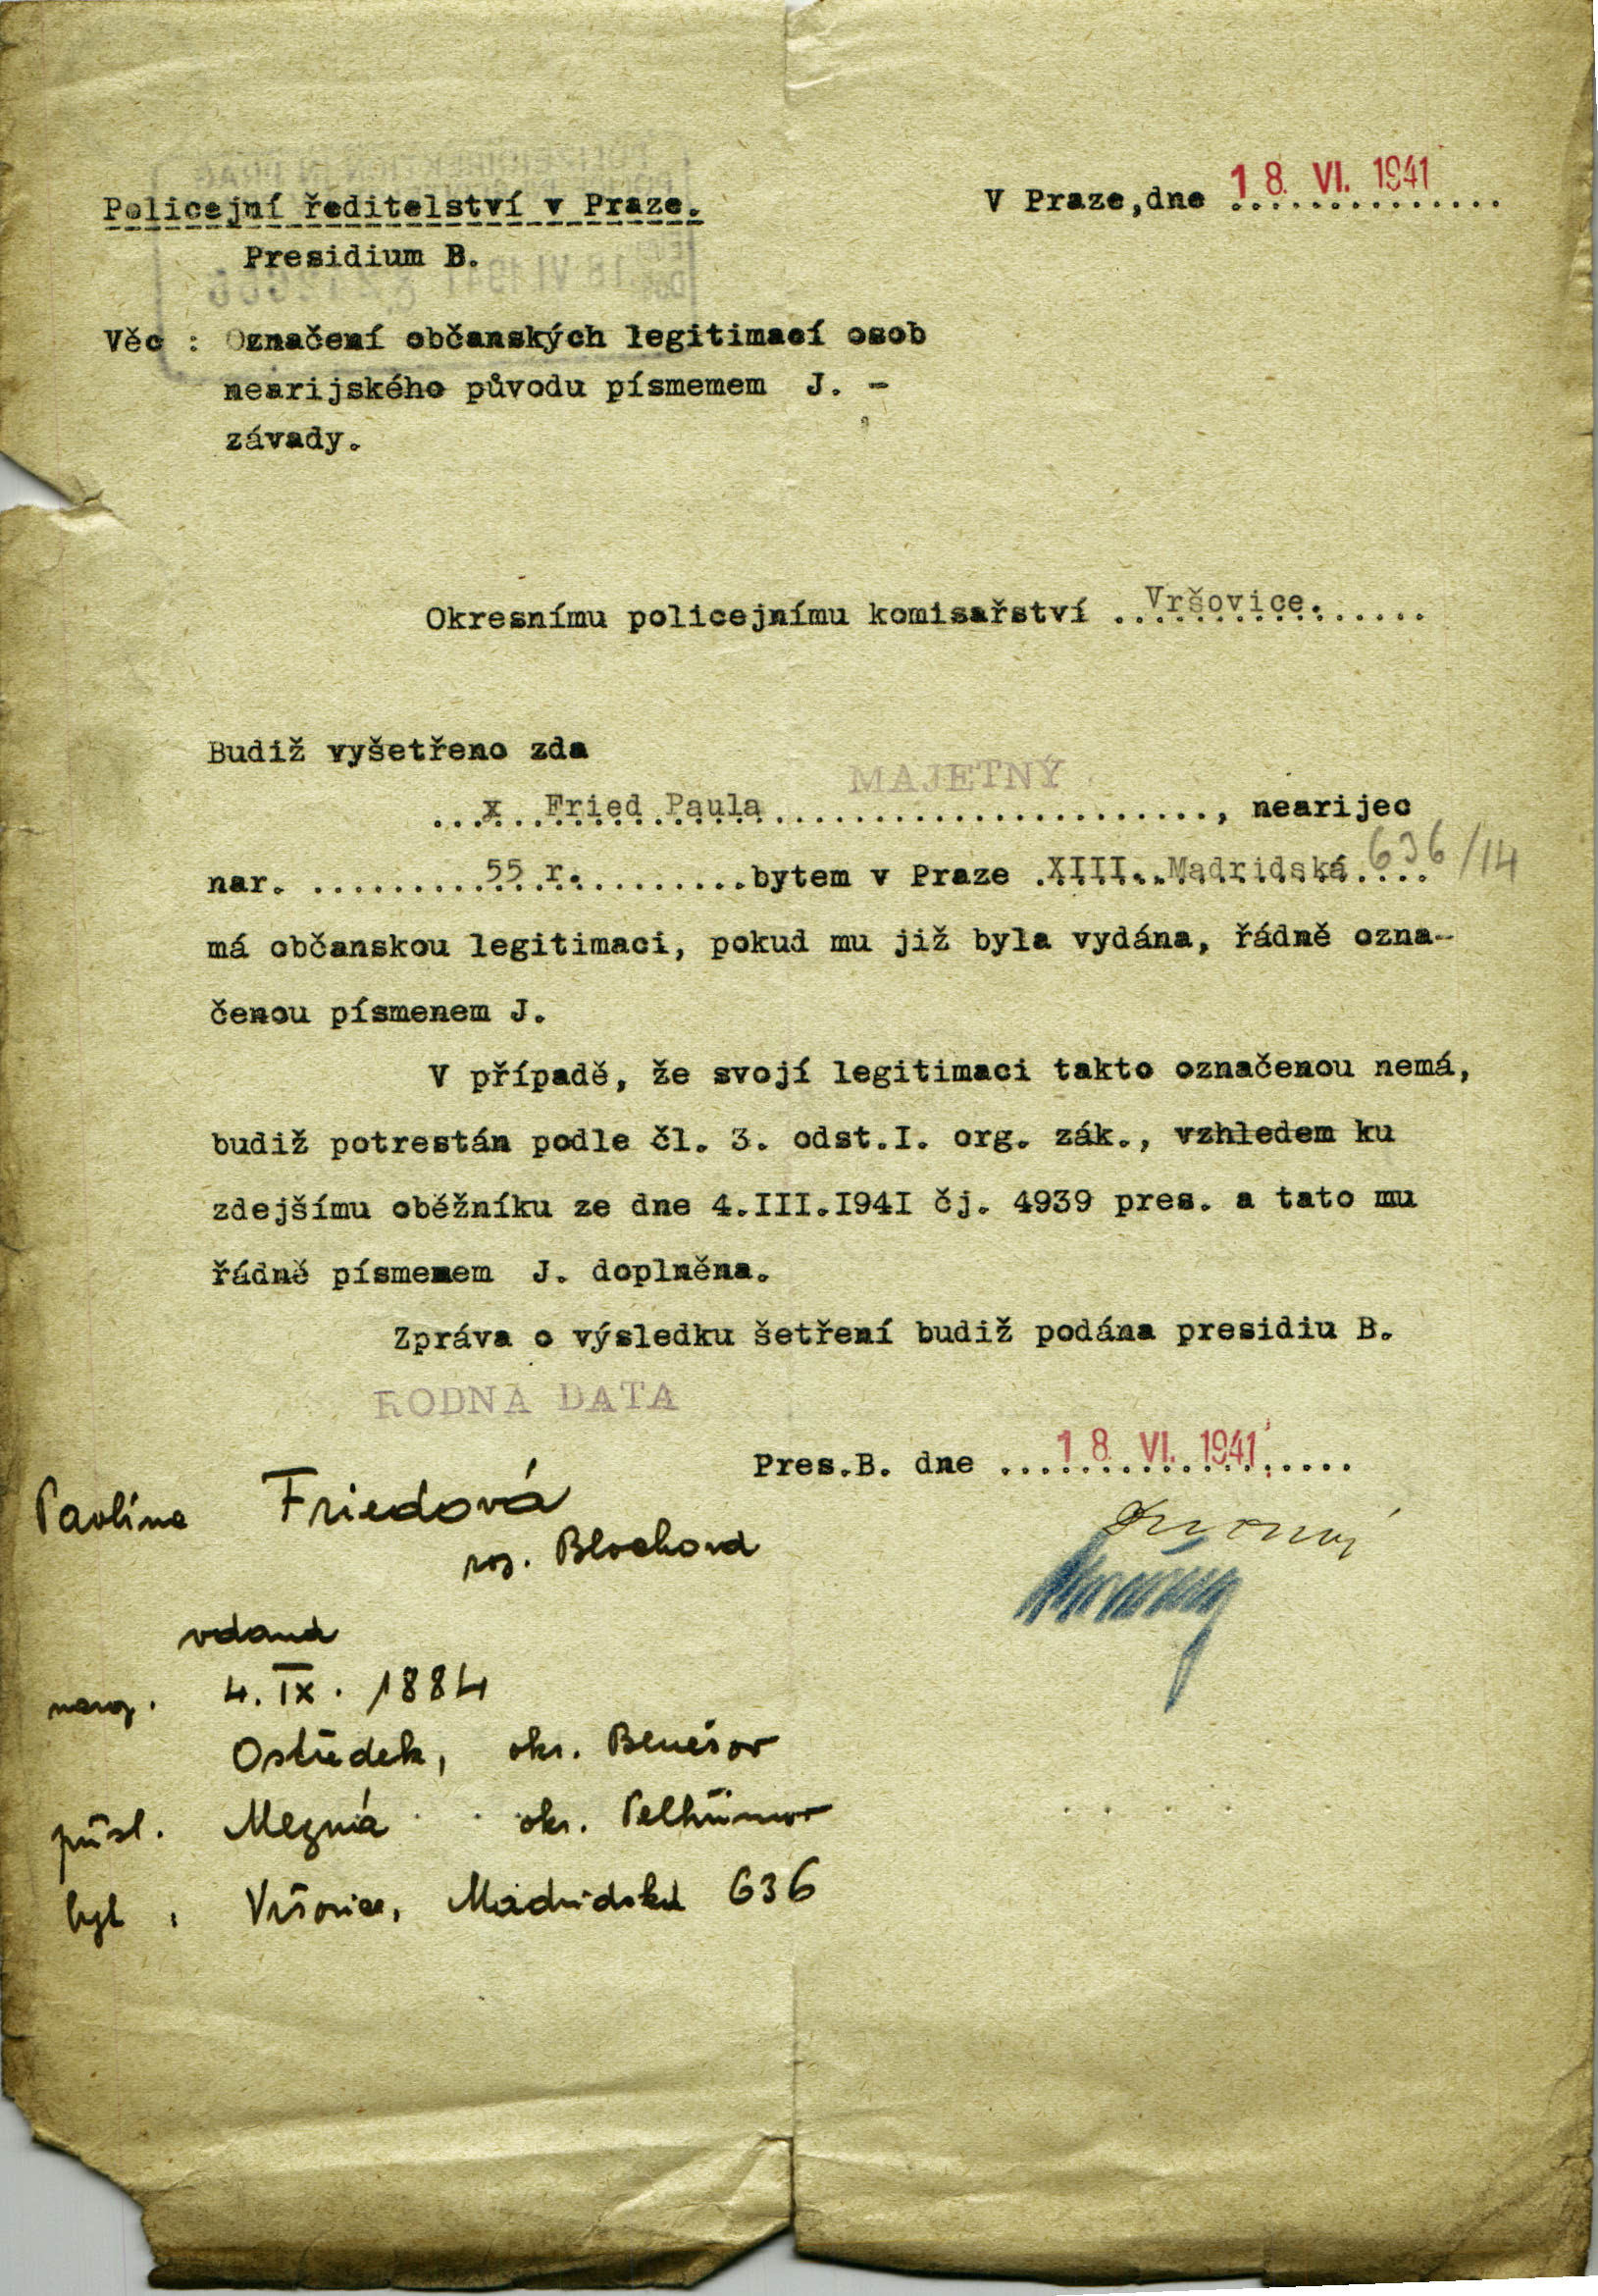 Policejní ředitelství v Praze.
V Praze,dne 18. VI. 1941
Presidium B.
Věc : Označení občanských legitimací osob
nearijského původu písmemem J. -
závady.
Okresnímu policejnímu komisařství ..Vršovice.......
Budiž vyšetřeno zda
MAJETNÝ
...x..Fried Paula........................, nearijec
nar. ..........55 r..........bytem v Praze .XIII..Madridská.... 636/14
má občanskou legitimaci, pokud mu již byla vydána, řádně ozna-
čenou písmenem J.
V případě, že svojí legitimaci takto označenou nemá,
budiž potrestán podle čl. 3. odst.I. org. zák., vzhledem ku
zdejšímu oběžníku ze dne 4.III.I94I čj. 4939 pres. a tato mu
řádně písmenem J. doplněna.
Zpráva o výsledku šetření budiž podána presidiu B.
RODNÁ DATA
Pres.B. dne 18. VI. 1941
Pavlína Friedová
roz. Blochová
vdaná
naroz. 4. IX. 1884
Ostředek, okr. Benešov
přísl. Mezná okr. Pelhřimov
byt : Vršovice, Madridská 636